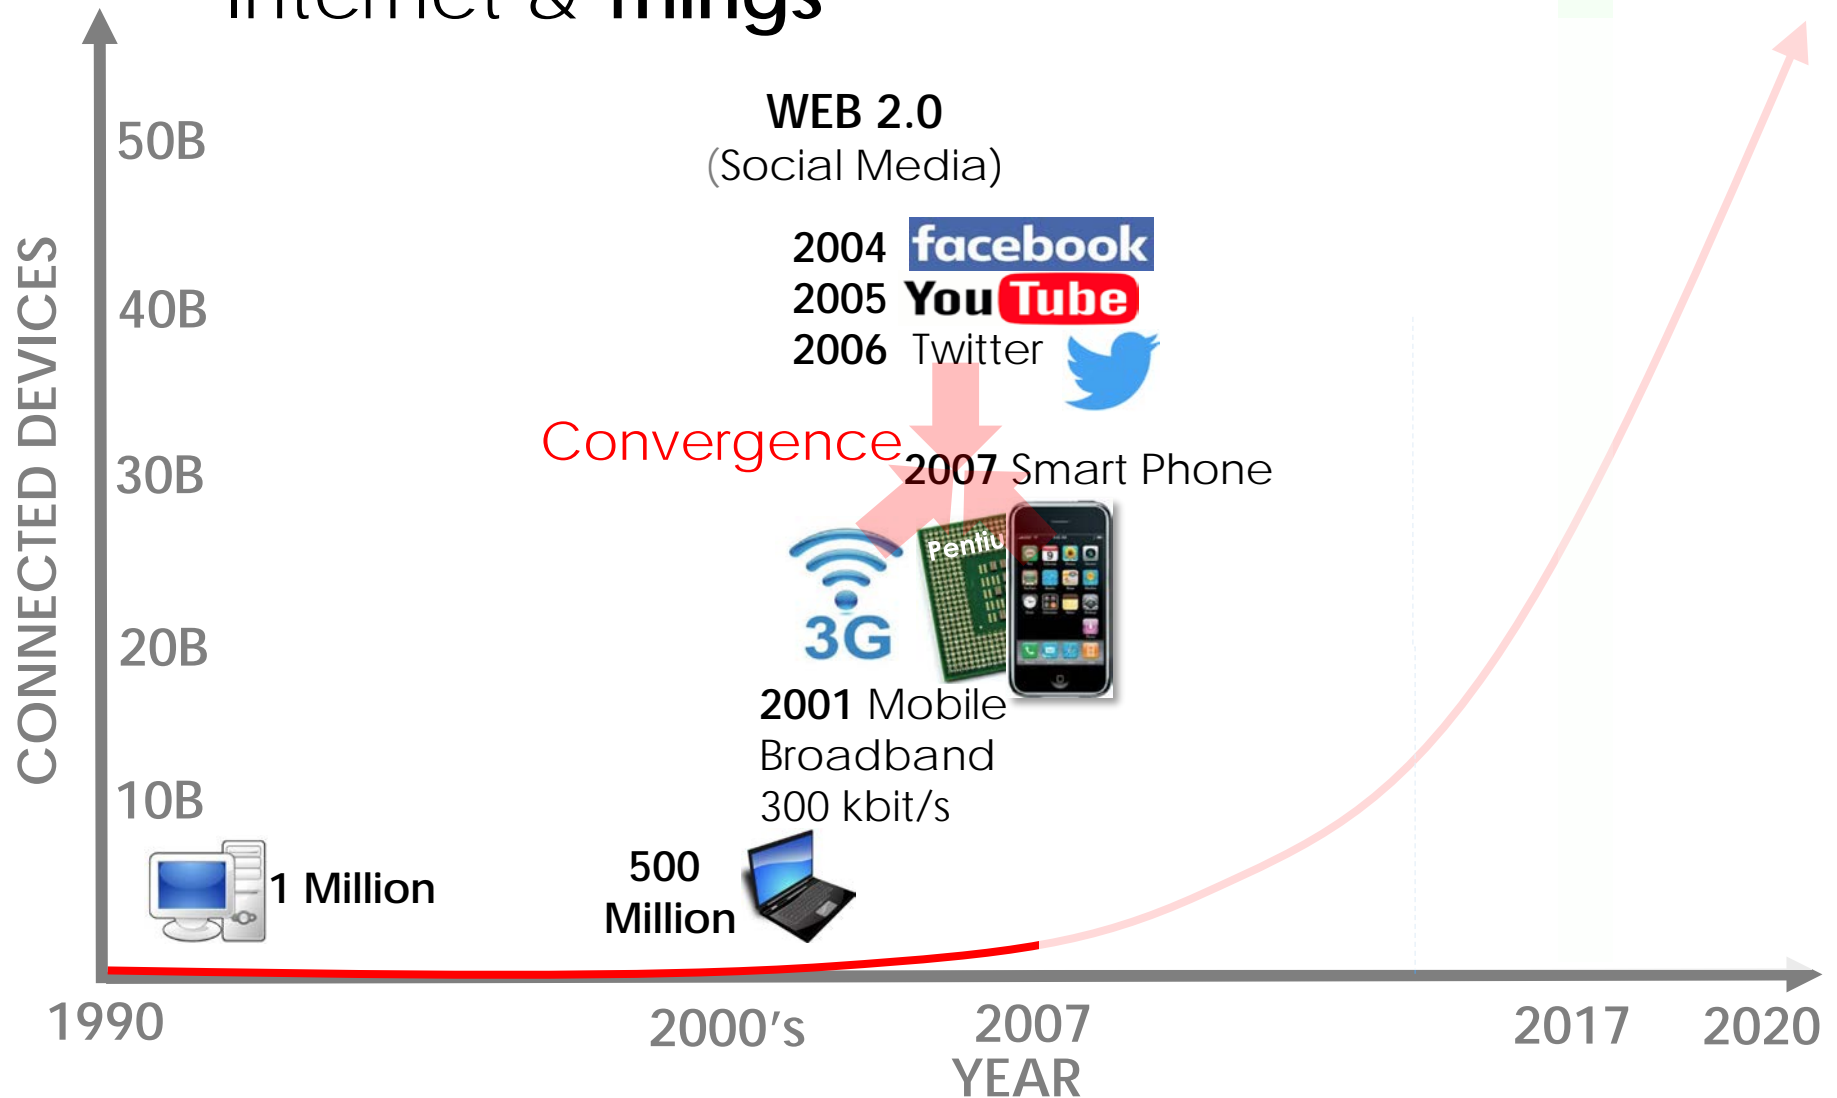 Internet & Things
WEB 2.0
(Social Media)
2004 facebook
2005 YouTube
2006 Twitter
Convergence
2007 Smart Phone
3G
2001 Mobile
Broadband
300 kbit/s
1 Million
500
Million
CONNECTED DEVICES
50B
40B
30B
20B
10B
1990
2000's
2007
2017
2020
YEAR